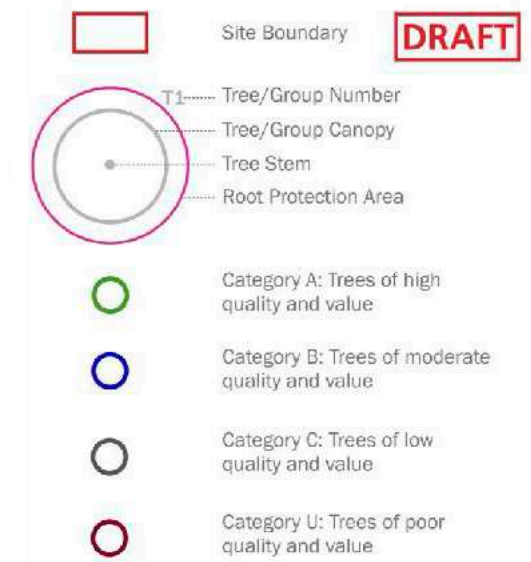 Site Boundary
DRAFT
T1
Tree/Group Number
Tree/Group Canopy
Tree Stem
Root Protection Area
Category A: Trees of high
quality and value
Category B: Trees of moderate
quality and value
Category C: Trees of low
quality and value
Category U: Trees of poor
quality and value